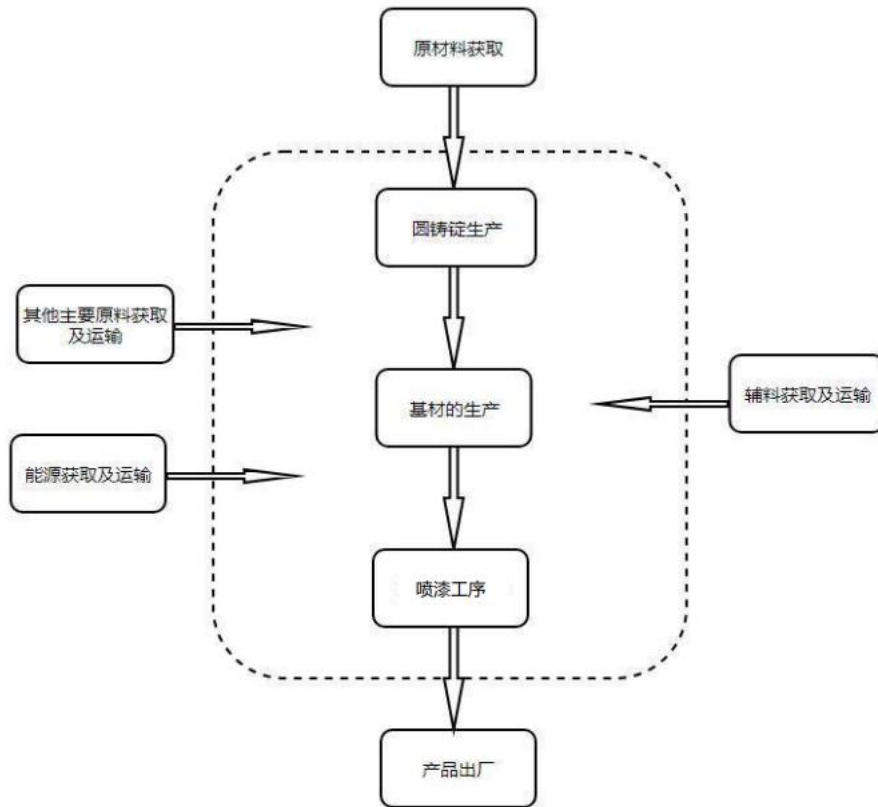 原材料获取
圆铸锭生产
其他主要原料获取
及运输
基材的生产
辅料获取及运输
能源获取及运输
喷漆工序
产品出厂